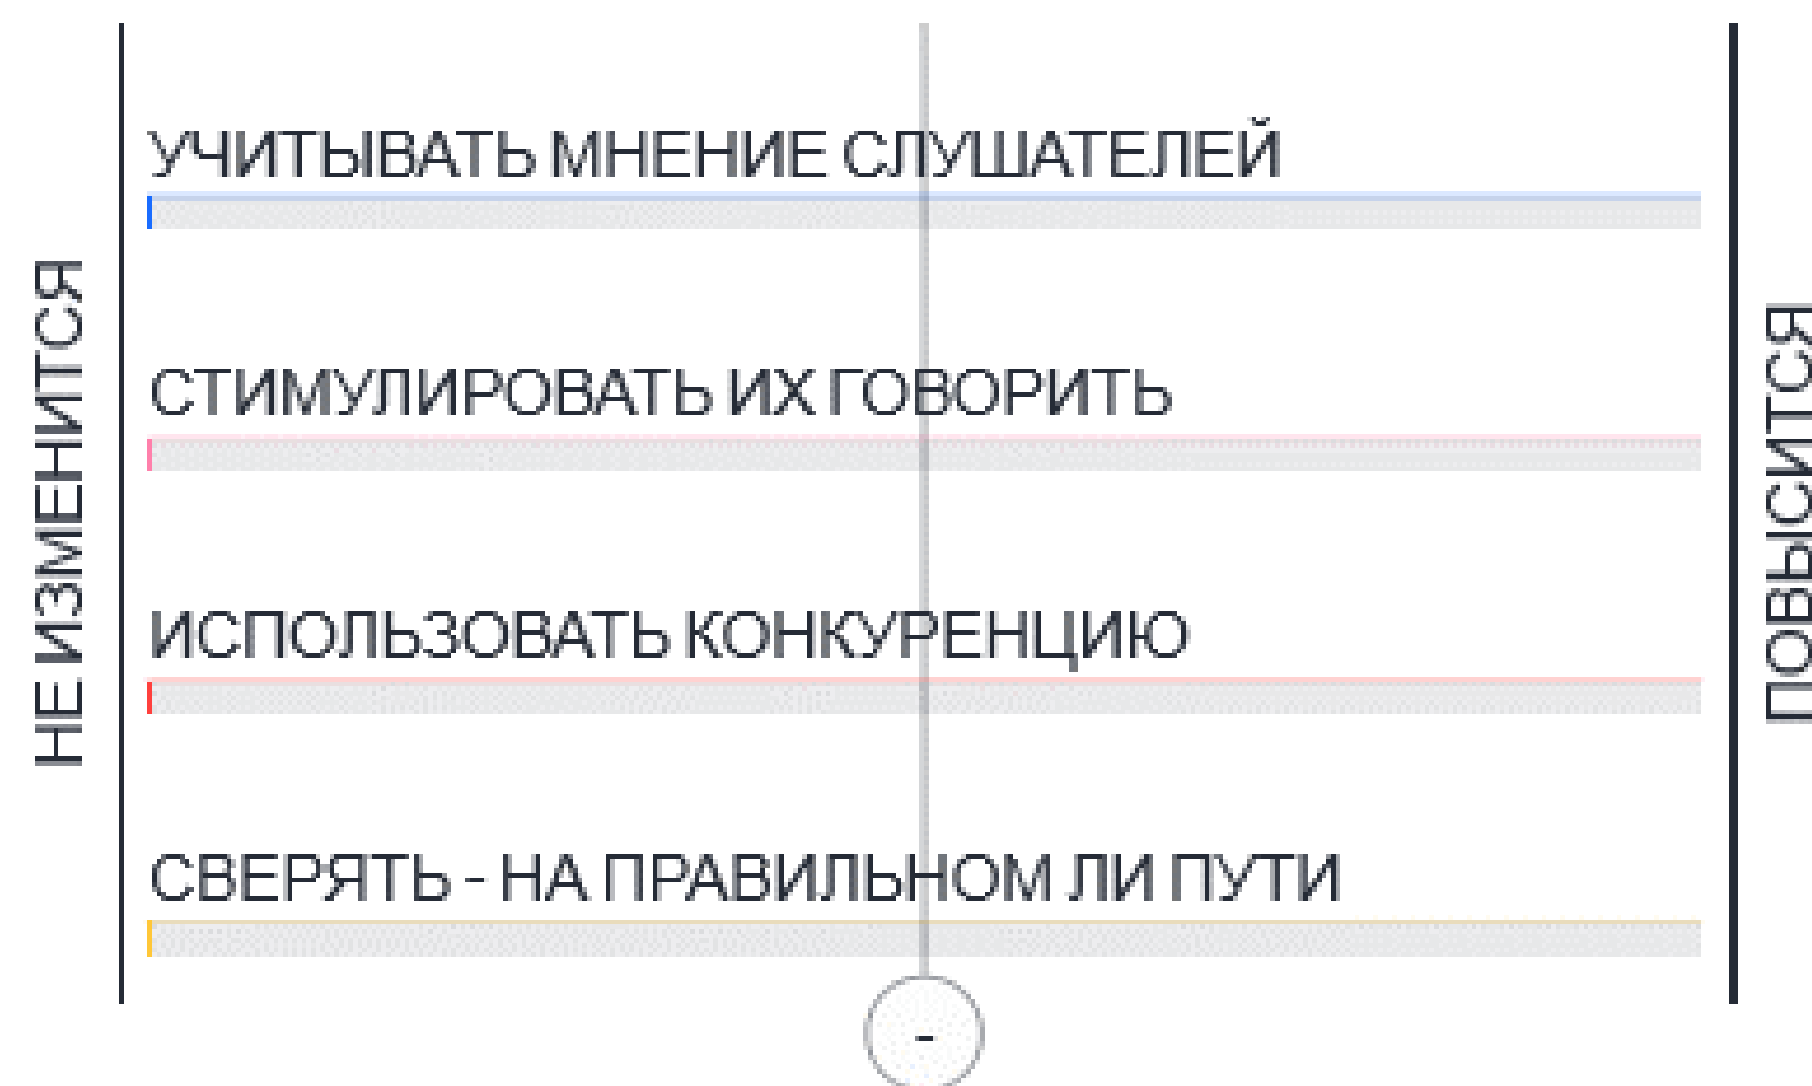 УЧИТЫВАТЬ МНЕНИЕ СЛУШАТЕЛЕЙ
СТИМУЛИРОВАТЬ ИХ ГОВОРИТЬ
ИСПОЛЬЗОВАТЬ КОНКУРЕНЦИЮ
СВЕРЯТЬ - НА ПРАВИЛЬНОМ ЛИ ПУТИ
НЕ ИЗМЕНИТСЯ
ПОВЫСИТСЯ
-